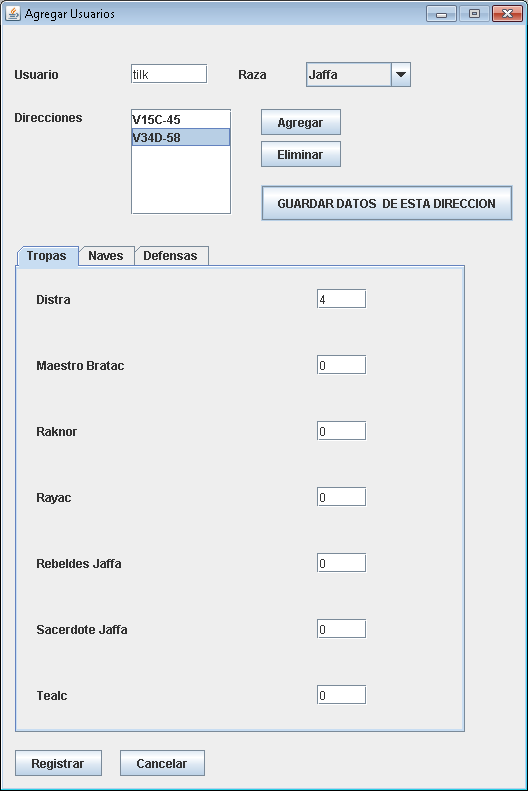 Agregar Usuarios
Usuario tilk Raza Jaffa
Direcciones V15C-45 Agregar
V34D-58
Eliminar
GUARDAR DATOS DE ESTA DIRECCION
Tropas Naves Defensas
Distra 4
Maestro Bratac 0
Raknor 0
Rayac 0
Rebeldes Jaffa 0
Sacerdote Jaffa 0
Tealc 0
Registrar Cancelar